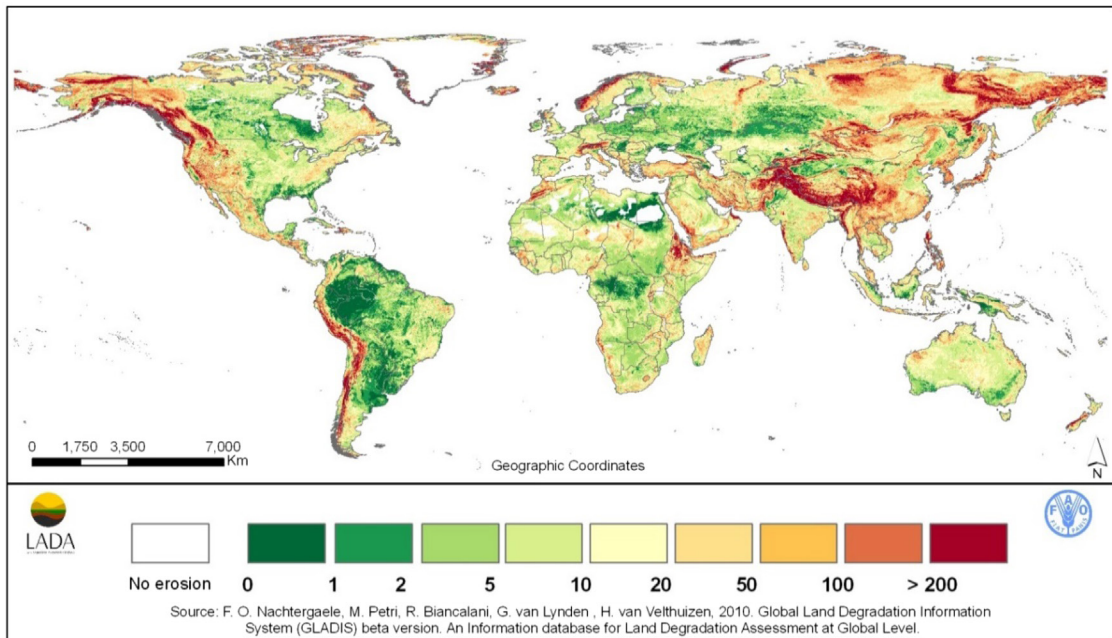 0 1,750 3,500 7,000
Km
Geographic Coordinates
N
LADA
F A O
FIAT PANIS
No erosion 0 1 2 5 10 20 50 100 > 200
Source: F. O. Nachtergaele, M. Petri, R. Biancalani, G. van Lynden , H. van Velthuizen, 2010. Global Land Degradation Information
System (GLADIS) beta version. An Information database for Land Degradation Assessment at Global Level.